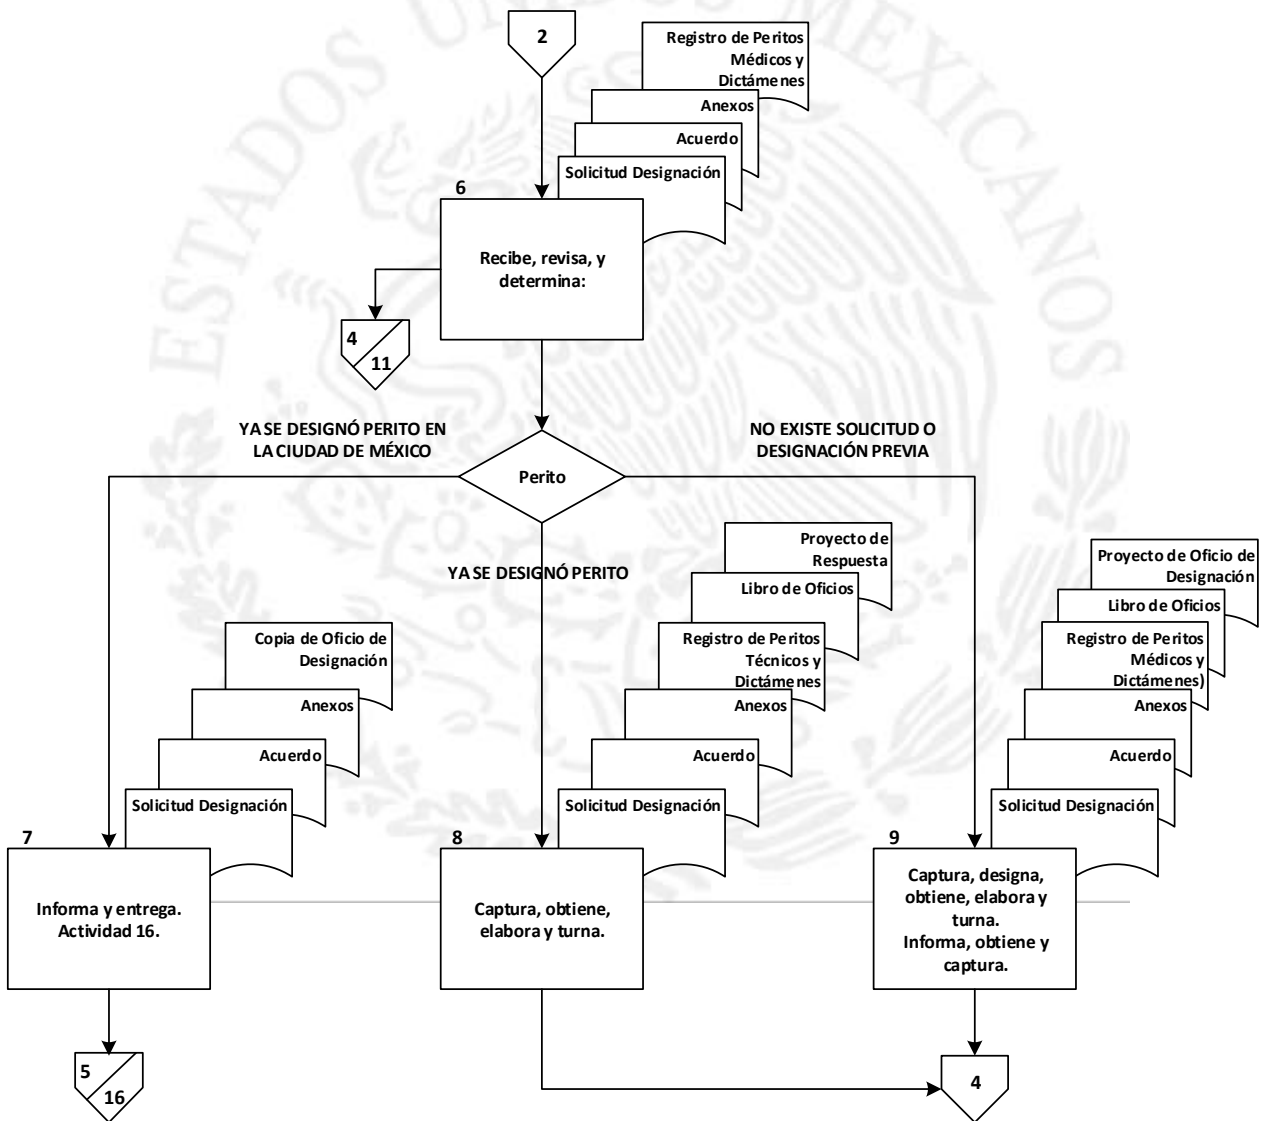 ESTADOS UNIDOS MEXICANOS
2
Registro de Peritos
Médicos y
Dictámenes
Anexos
Acuerdo
Solicitud Designación
6
Recibe, revisa, y
determina:
4
11
YA SE DESIGNÓ PERITO EN
LA CIUDAD DE MÉXICO
NO EXISTE SOLICITUD O
DESIGNACIÓN PREVIA
Perito
YA SE DESIGNÓ PERITO
Copia de Oficio de
Designación
Anexos
Acuerdo
Solicitud Designación
7
Informa y entrega.
Actividad 16.
5
16
Proyecto de
Respuesta
Libro de Oficios
Registro de Peritos
Técnicos y
Dictámenes
Anexos
Acuerdo
Solicitud Designación
8
Captura, obtiene,
elabora y turna.
Proyecto de Oficio de
Designación
Libro de Oficios
Registro de Peritos
Médicos y
Dictámenes)
Anexos
Acuerdo
Solicitud Designación
9
Captura, designa,
obtiene, elabora y
turna.
Informa, obtiene y
captura.
4